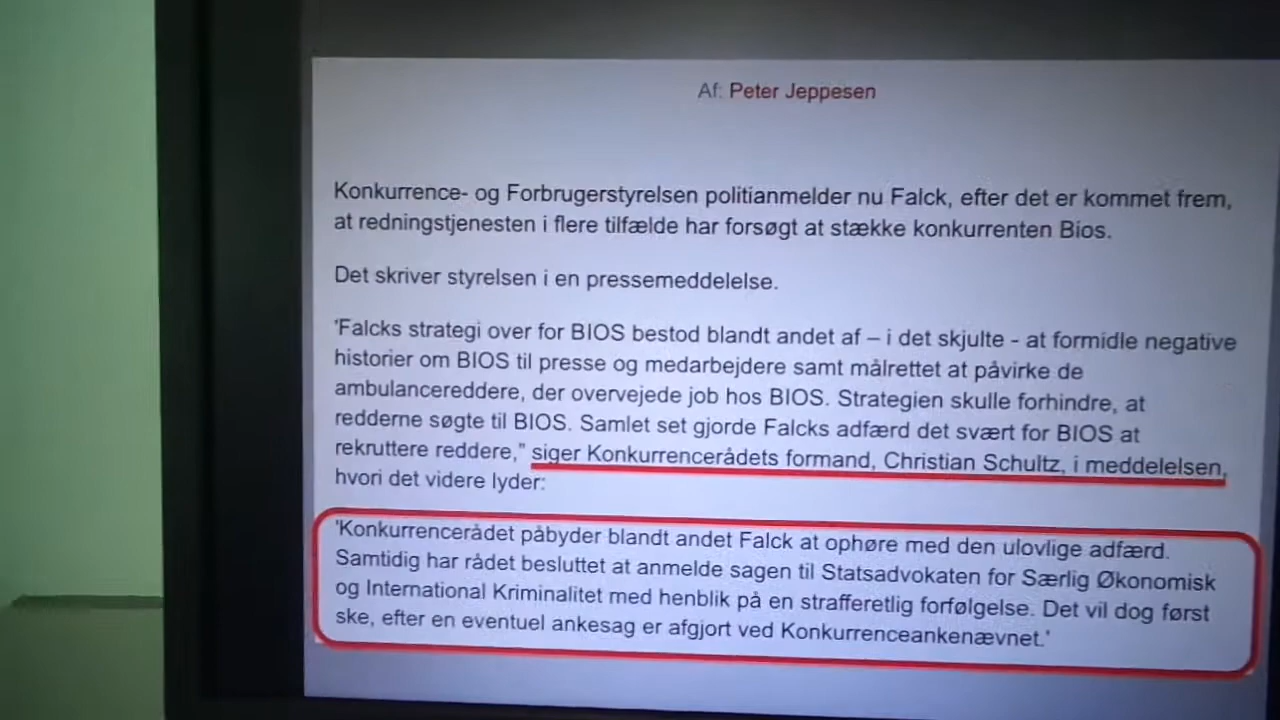 Af: Peter Jeppesen
Konkurrence- og Forbrugerstyrelsen politianmelder nu Falck, efter det er kommet frem,
at redningstjenesten i flere tilfælde har forsøgt at stække konkurrenten Bios.
Det skriver styrelsen i en pressemeddelelse.
'Falcks strategi over for BIOS bestod blandt andet af – i det skjulte - at formidle negative
historier om BIOS til presse og medarbejdere samt målrettet at påvirke de
ambulancereddere, der overvejede job hos BIOS. Strategien skulle forhindre, at
redderne søgte til BIOS. Samlet set gjorde Falcks adfærd det svært for BIOS at
rekruttere reddere,” siger Konkurrencerådets formand, Christian Schultz, i meddelelsen,
hvori det videre lyder:
'Konkurrencerådet påbyder blandt andet Falck at ophøre med den ulovlige adfærd.
Samtidig har rådet besluttet at anmelde sagen til Statsadvokaten for Særlig Økonomisk
og International Kriminalitet med henblik på en strafferetlig forfølgelse. Det vil dog først
ske, efter en eventuel ankesag er afgjort ved Konkurrenceankenævnet.'